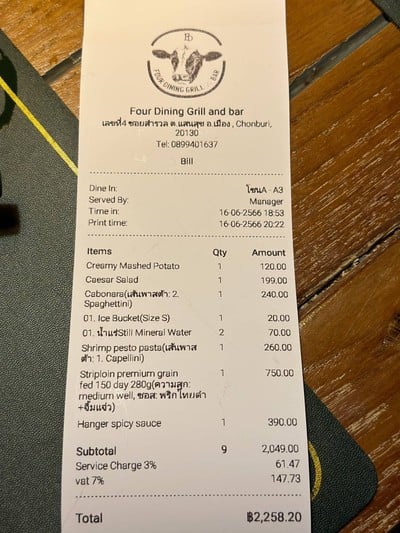 FD
FOUR DINING GRILL BAR
Four Dining Grill and bar
เลขที่4 ซอยสำรวล ต.แสนสุข อ.เมือง , Chonburi,
20130
Tel: 0899401637
Bill
Dine In: โซนA - A3
Served By: Manager
Time in: 16-06-2566 18:53
Print time: 16-06-2566 20:22
Items Qty Amount
Creamy Mashed Potato 1 120.00
Caesar Salad 1 199.00
Cabonara(เส้นพาสต้า: 2. 1 240.00
Spaghettini)
01. Ice Bucket(Size S) 1 20.00
01. น้ำแร่Still Mineral Water 2 70.00
Shrimp pesto pasta(เส้นพาส 1 260.00
ต้า: 1. Capellini)
Striploin premium grain 1 750.00
fed 150 day 280g(ความสุก:
medium well, ซอส: พริกไทยดำ
+จิ้มแจ่ว)
Hanger spicy sauce 1 390.00
Subtotal 9 2,049.00
Service Charge 3% 61.47
vat 7% 147.73
Total ฿2,258.20